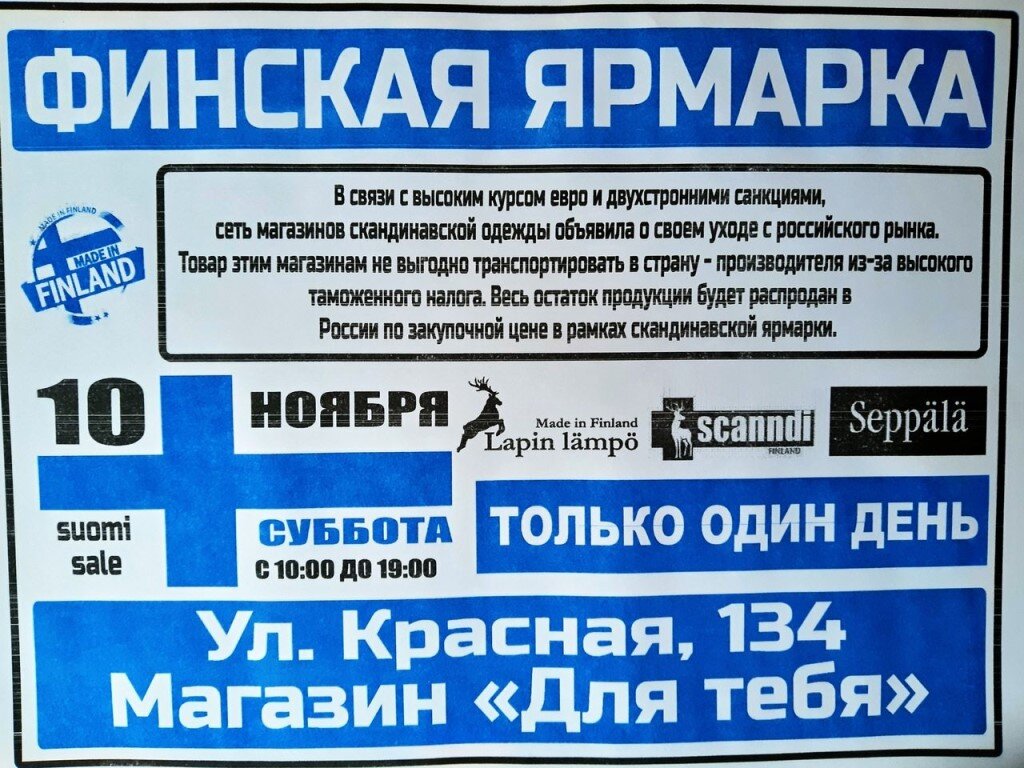 ФИНСКАЯ ЯРМАРКА
В связи с высоким курсом евро и двухстронними санкциями,
сеть магазинов скандинавской одежды объявила о своем уходе с российского рынка.
Товар этим магазинам не выгодно транспортировать в страну - производителя из-за высокого
таможенного налога. Весь остаток продукции будет распродан в
России по закупочной цене в рамках скандинавской ярмарки.
MADE IN FINLAND
MADE IN
FINLAND
10 НОЯБРЯ
suomi
sale
СУББОТА
С 10:00 ДО 19:00
Made in Finland
Lapin lämpö
scanndi
FINLAND
Seppälä
ТОЛЬКО ОДИН ДЕНЬ
Ул. Красная, 134
Магазин «Для тебя»